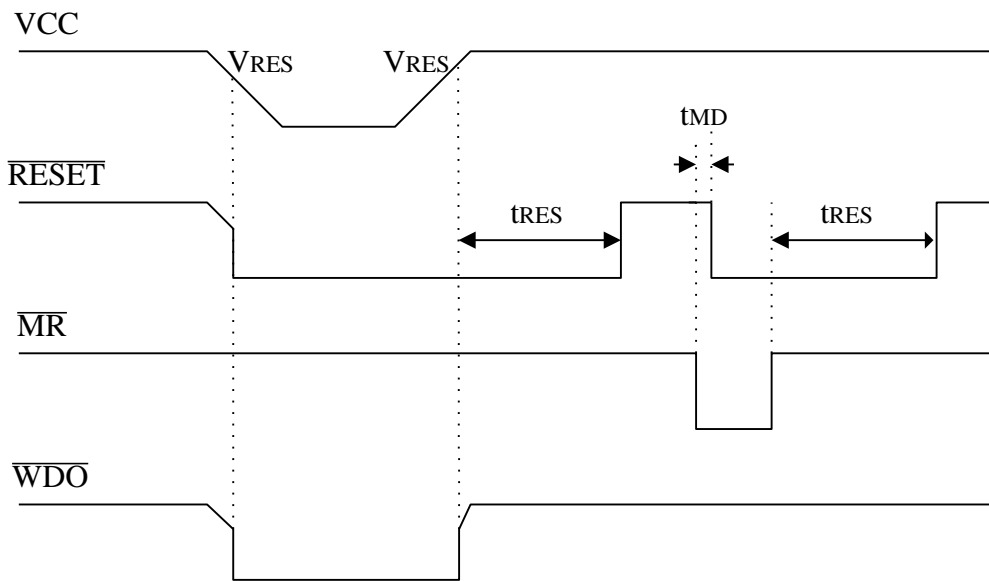 VCC
VRES VRES
tMD
RESET
tRES tRES
MR
WDO